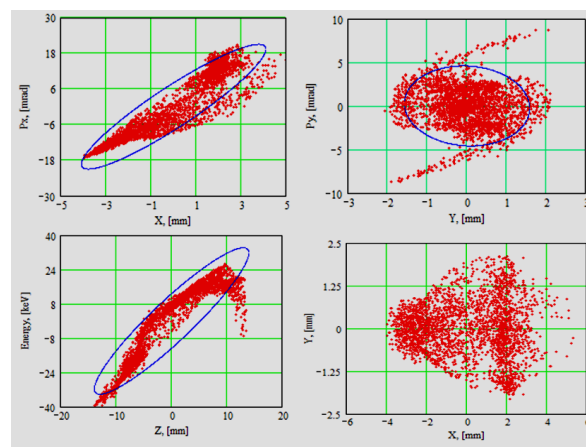 30
18
6
−6
−18
−30
Px, [mrad]
−5 −3 −1 1 3 5
X, [mm]
10
5
0
−5
−10
Py, [mrad]
−3 −2 −1 0 1 2 3
Y, [mm]
40
24
8
−8
−24
−40
Energy, [keV]
−20 −10 0 10 20
Z, [mm]
2.5
1.25
0
−1.25
−2.5
Y, [mm]
−4 −2 0 2 4 6
X, [mm]